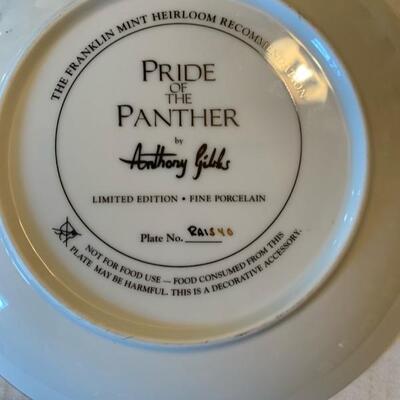 THE FRANKLIN MINT HEIRLOOM RECOMMENDATION
PRIDE
OF
THE
PANTHER
by
Anthony Gibbs
LIMITED EDITION • FINE PORCELAIN
Plate No. RA1540
NOT FOR FOOD USE — FOOD CONSUMED FROM THIS
PLATE MAY BE HARMFUL. THIS IS A DECORATIVE ACCESSORY.